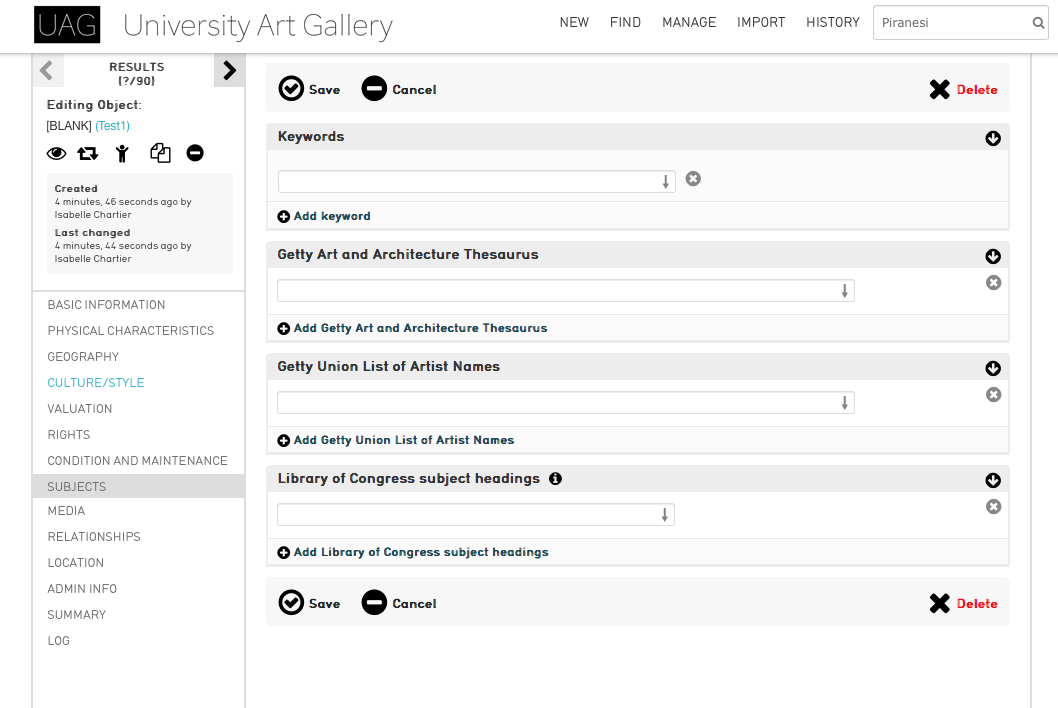 UAG University Art Gallery
NEW FIND MANAGE IMPORT HISTORY Piranesi
RESULTS
(?/90)
Editing Object:
[BLANK] (Test1)
Created
4 minutes, 46 seconds ago by
Isabelle Chartier
Last changed
4 minutes, 44 seconds ago by
Isabelle Chartier
BASIC INFORMATION
PHYSICAL CHARACTERISTICS
GEOGRAPHY
CULTURE/STYLE
VALUATION
RIGHTS
CONDITION AND MAINTENANCE
SUBJECTS
MEDIA
RELATIONSHIPS
LOCATION
ADMIN INFO
SUMMARY
LOG
Save Cancel Delete
Keywords
Add keyword
Getty Art and Architecture Thesaurus
Add Getty Art and Architecture Thesaurus
Getty Union List of Artist Names
Add Getty Union List of Artist Names
Library of Congress subject headings
Add Library of Congress subject headings
Save Cancel Delete